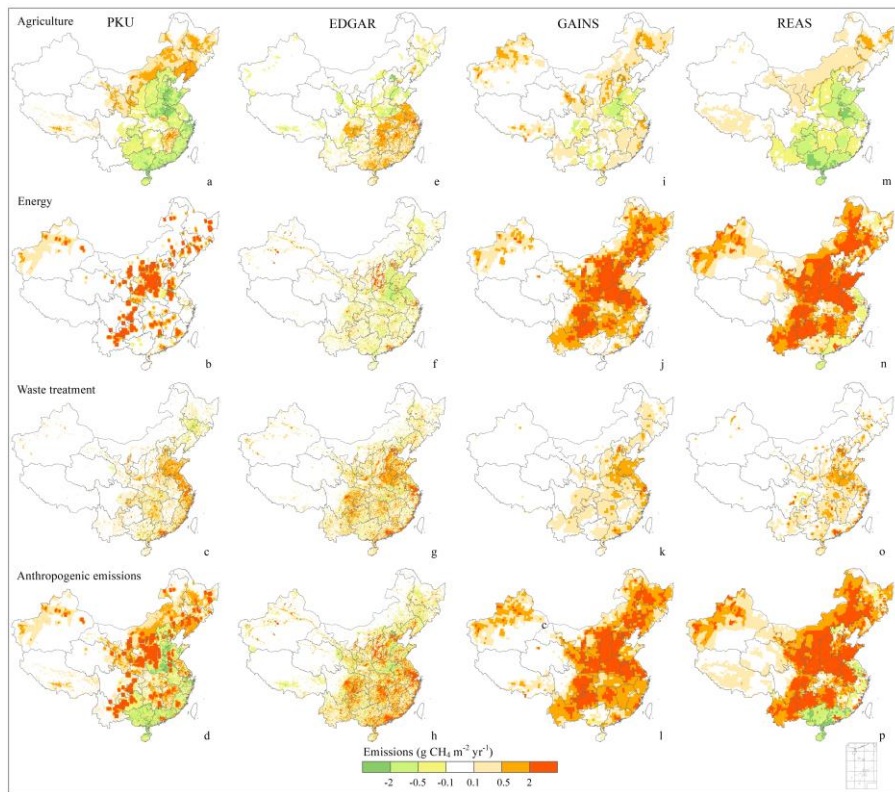 Agriculture
PKU
EDGAR
GAINS
REAS
a
e
i
m
Energy
b
f
j
n
Waste treatment
c
g
k
o
Anthropogenic emissions
c
d
h
l
p
Emissions (g CH₄ m⁻² yr⁻¹)
-2 -0.5 -0.1 0.1 0.5 2